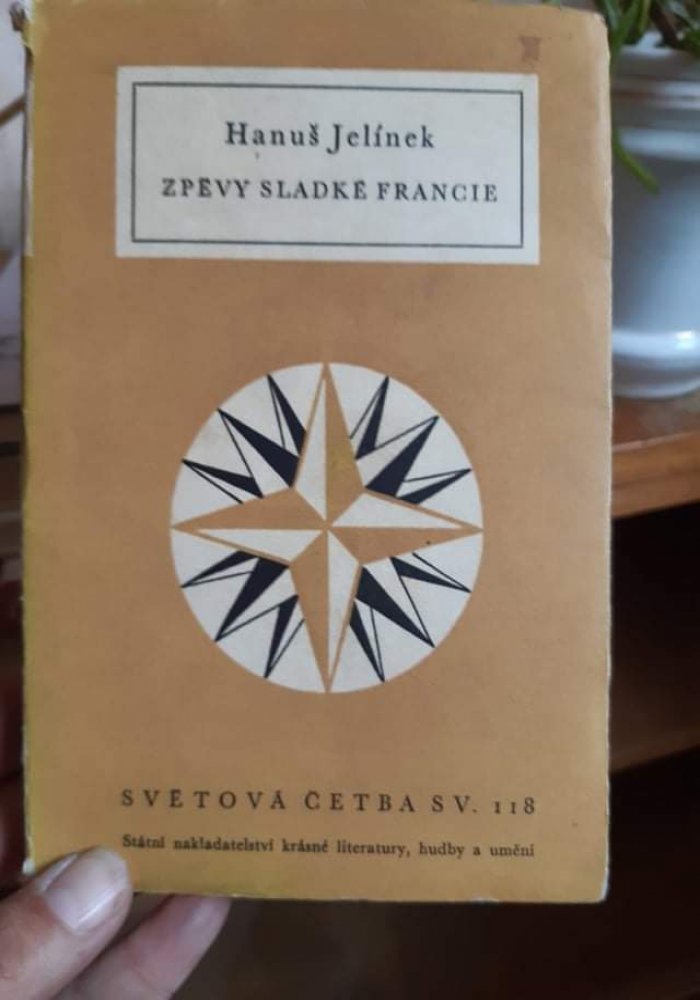 Hanuš Jelínek
ZPĚVY SLADKÉ FRANCIE
SVĚTOVÁ ČETBA SV. 118
Státní nakladatelství krásné literatury, hudby a umění